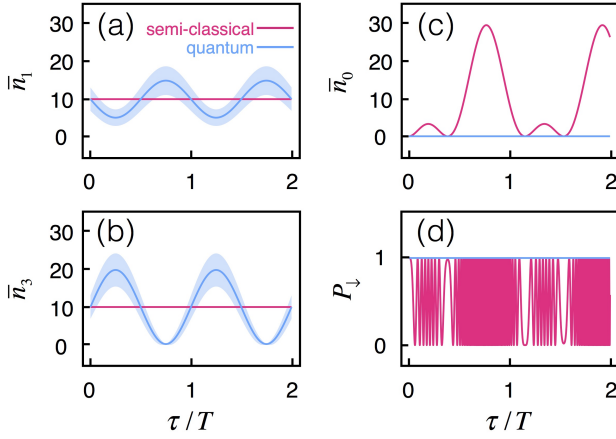 (a) semi-classical
quantum
n̄₁
30
20
10
0
0 1 2
(c)
n̄₀
30
20
10
0
0 1 2
(b)
n̄₃
30
20
10
0
0 1 2
τ/T
(d)
P↓
1
0
0 1 2
τ/T